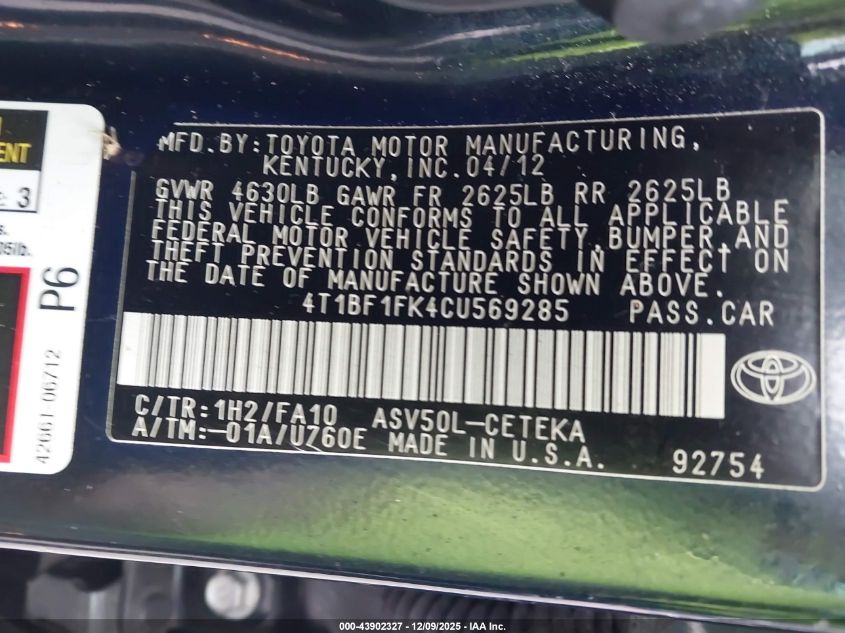 MFD.BY:TOYOTA MOTOR MANUFACTURING,
KENTUCKY,INC.04/12
GVWR 4630LB GAWR FR 2625LB RR 2625LB
THIS VEHICLE CONFORMS TO ALL APPLICABLE
FEDERAL MOTOR VEHICLE SAFETY,BUMPER,AND
THEFT PREVENTION STANDARDS IN EFFECT ON
THE DATE OF MANUFACTURE SHOWN ABOVE.
4T1BF1FK4CU569285 PASS.CAR
C/TR:1H2/FA10 ASV50L-CETEKA
A/TM:-01A/U760E MADE IN U.S.A.
92754
3
P6
42661-06/12
000-43902327 - 12/09/2025 - IAA Inc.